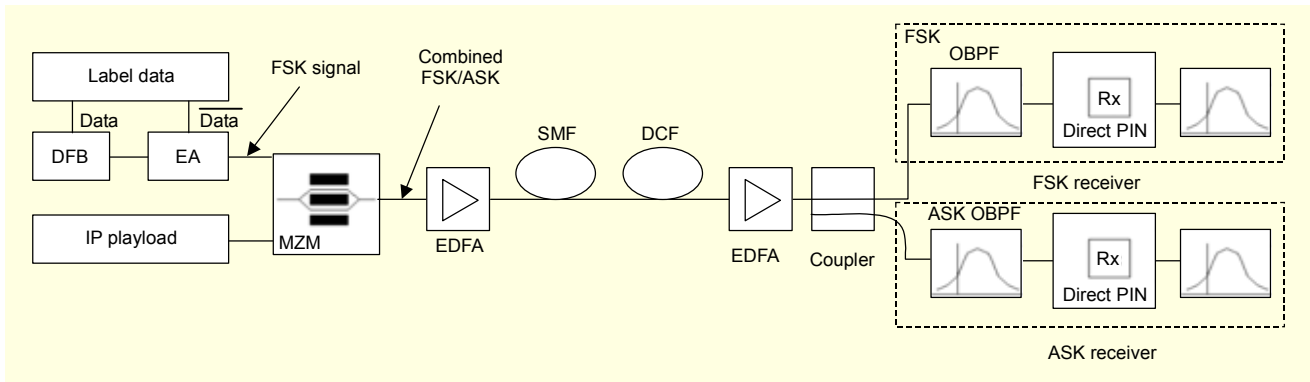 Label data
FSK signal
Combined
FSK/ASK
Data
Data
DFB
EA
MZM
IP playload
EDFA
SMF
DCF
EDFA
Coupler
FSK
OBPF
Rx
Direct PIN
FSK receiver
ASK OBPF
Rx
Direct PIN
ASK receiver